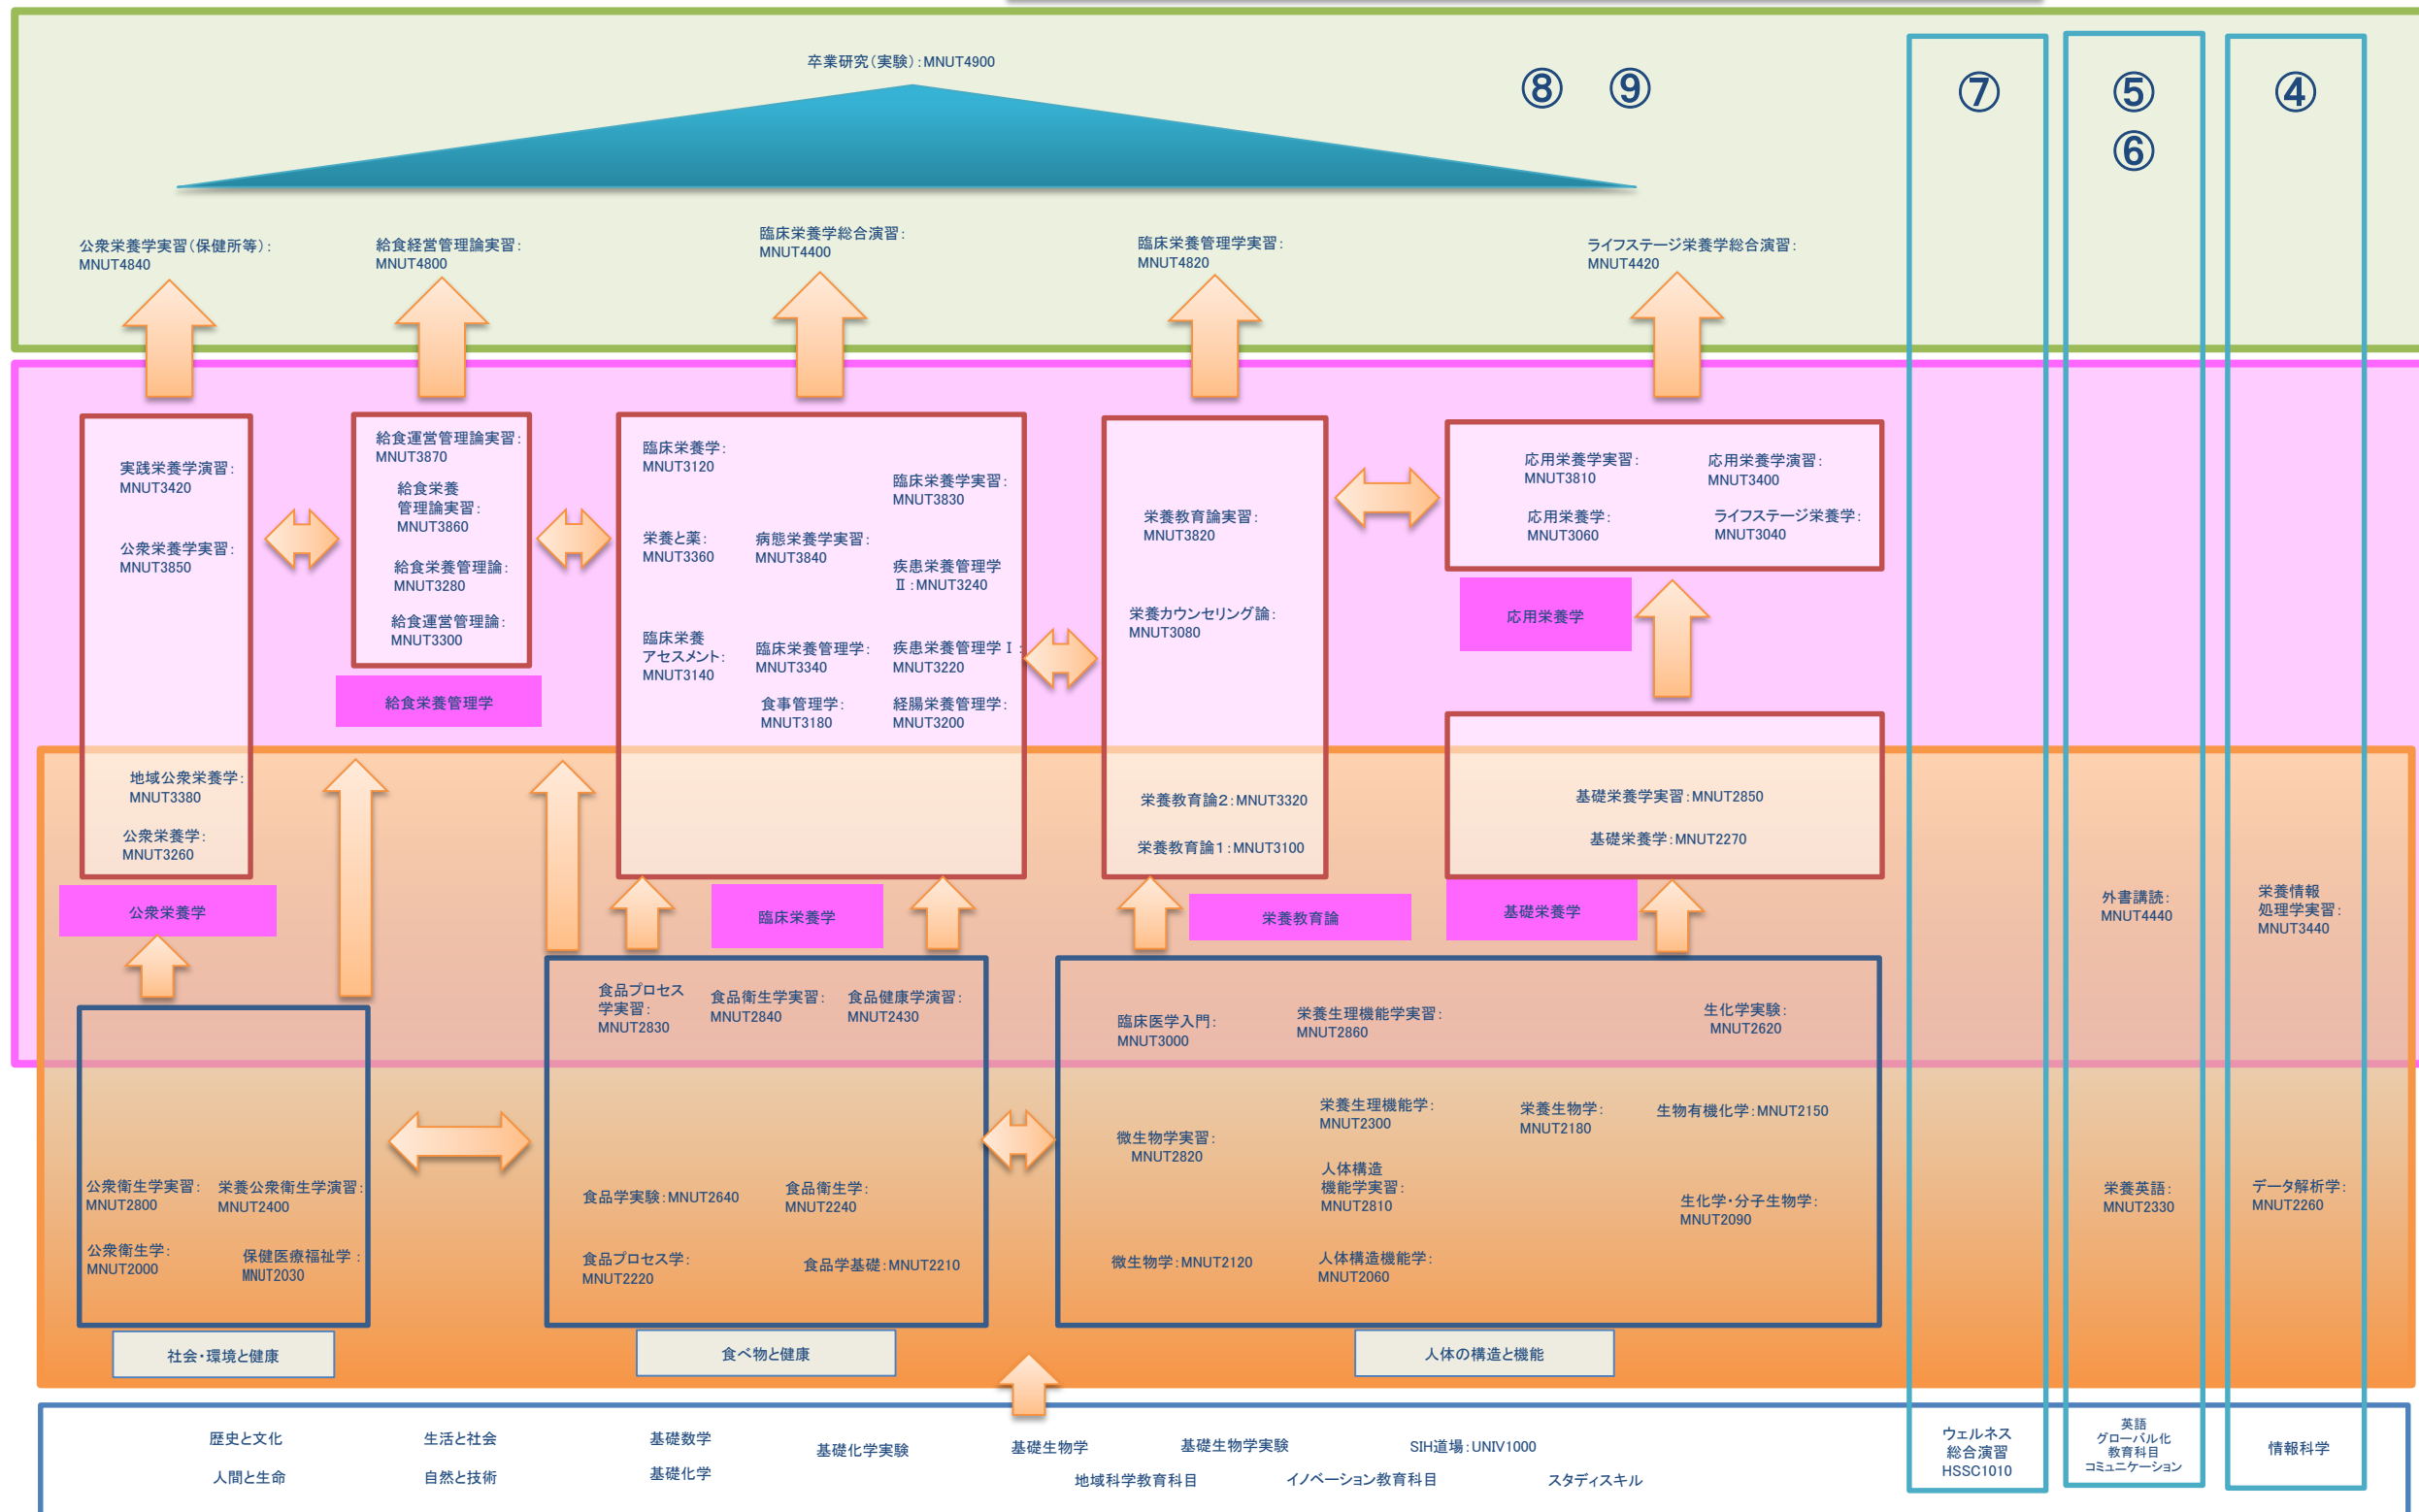 卒業研究(実験):MNUT4900
⑧ ⑨
⑦
⑤
⑥
④
公衆栄養学実習(保健所等):
MNUT4840
給食経営管理論実習:
MNUT4800
臨床栄養学総合演習:
MNUT4400
臨床栄養管理学実習:
MNUT4820
ライフステージ栄養学総合演習:
MNUT4420
実践栄養学演習:
MNUT3420
公衆栄養学実習:
MNUT3850
地域公衆栄養学:
MNUT3380
公衆栄養学:
MNUT3260
公衆栄養学
給食運営管理論実習:
MNUT3870
給食栄養
管理論実習:
MNUT3860
給食栄養管理論:
MNUT3280
給食運営管理論:
MNUT3300
給食栄養管理学
臨床栄養学:
MNUT3120
臨床栄養学実習:
MNUT3830
栄養と薬:
MNUT3360
病態栄養学実習:
MNUT3840
疾患栄養管理学
Ⅱ:MNUT3240
臨床栄養
アセスメント:
MNUT3140
臨床栄養管理学:
MNUT3340
疾患栄養管理学Ⅰ:
MNUT3220
食事管理学:
MNUT3180
経腸栄養管理学:
MNUT3200
臨床栄養学
栄養教育論実習:
MNUT3820
栄養カウンセリング論:
MNUT3080
栄養教育論2:MNUT3320
栄養教育論1:MNUT3100
栄養教育論
応用栄養学実習:
MNUT3810
応用栄養学演習:
MNUT3400
応用栄養学:
MNUT3060
ライフステージ栄養学:
MNUT3040
応用栄養学
基礎栄養学実習:MNUT2850
基礎栄養学:MNUT2270
基礎栄養学
外書講読:
MNUT4440
栄養情報
処理学実習:
MNUT3440
公衆衛生学実習:
MNUT2800
栄養公衆衛生学演習:
MNUT2400
公衆衛生学:
MNUT2000
保健医療福祉学:
MNUT2030
社会・環境と健康
食品プロセス
学実習:
MNUT2830
食品衛生学実習:
MNUT2840
食品健康学演習:
MNUT2430
食品学実験:MNUT2640
食品衛生学:
MNUT2240
食品プロセス学:
MNUT2220
食品学基礎:MNUT2210
食べ物と健康
臨床医学入門:
MNUT3000
栄養生理機能学実習:
MNUT2860
生化学実験:
MNUT2620
栄養生理機能学:
MNUT2300
栄養生物学:
MNUT2180
生物有機化学:MNUT2150
微生物学実習:
MNUT2820
人体構造
機能学実習:
MNUT2810
生化学・分子生物学:
MNUT2090
微生物学:MNUT2120
人体構造機能学:
MNUT2060
人体の構造と機能
栄養英語:
MNUT2330
データ解析学:
MNUT2260
歴史と文化
生活と社会
基礎数学
基礎化学実験
基礎生物学
基礎生物学実験
SIH道場:UNIV1000
人間と生命
自然と技術
基礎化学
地域科学教育科目
イノベーション教育科目
スタディスキル
ウェルネス
総合演習
HSSC1010
英語
グローバル化
教育科目
コミュニケーション
情報科学